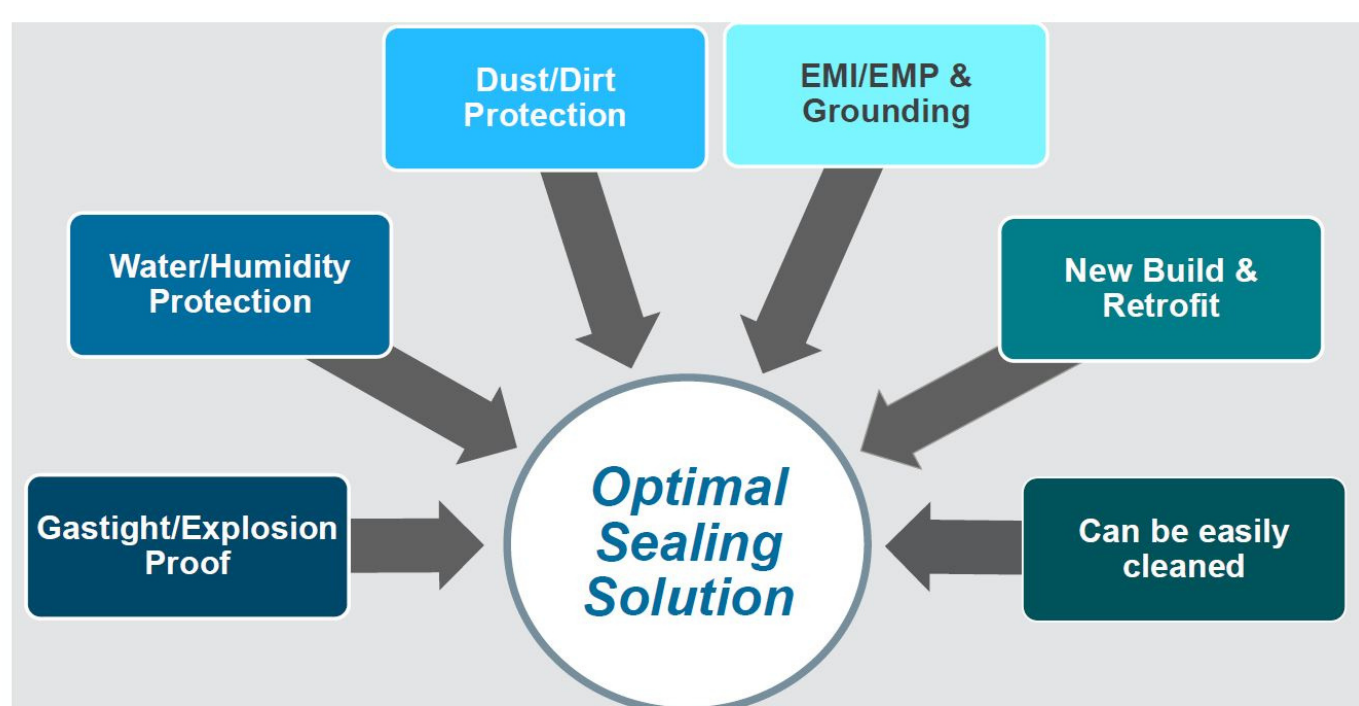 Dust/Dirt
Protection
EMI/EMP &
Grounding
Water/Humidity
Protection
New Build &
Retrofit
Gastight/Explosion
Proof
Optimal
Sealing
Solution
Can be easily
cleaned